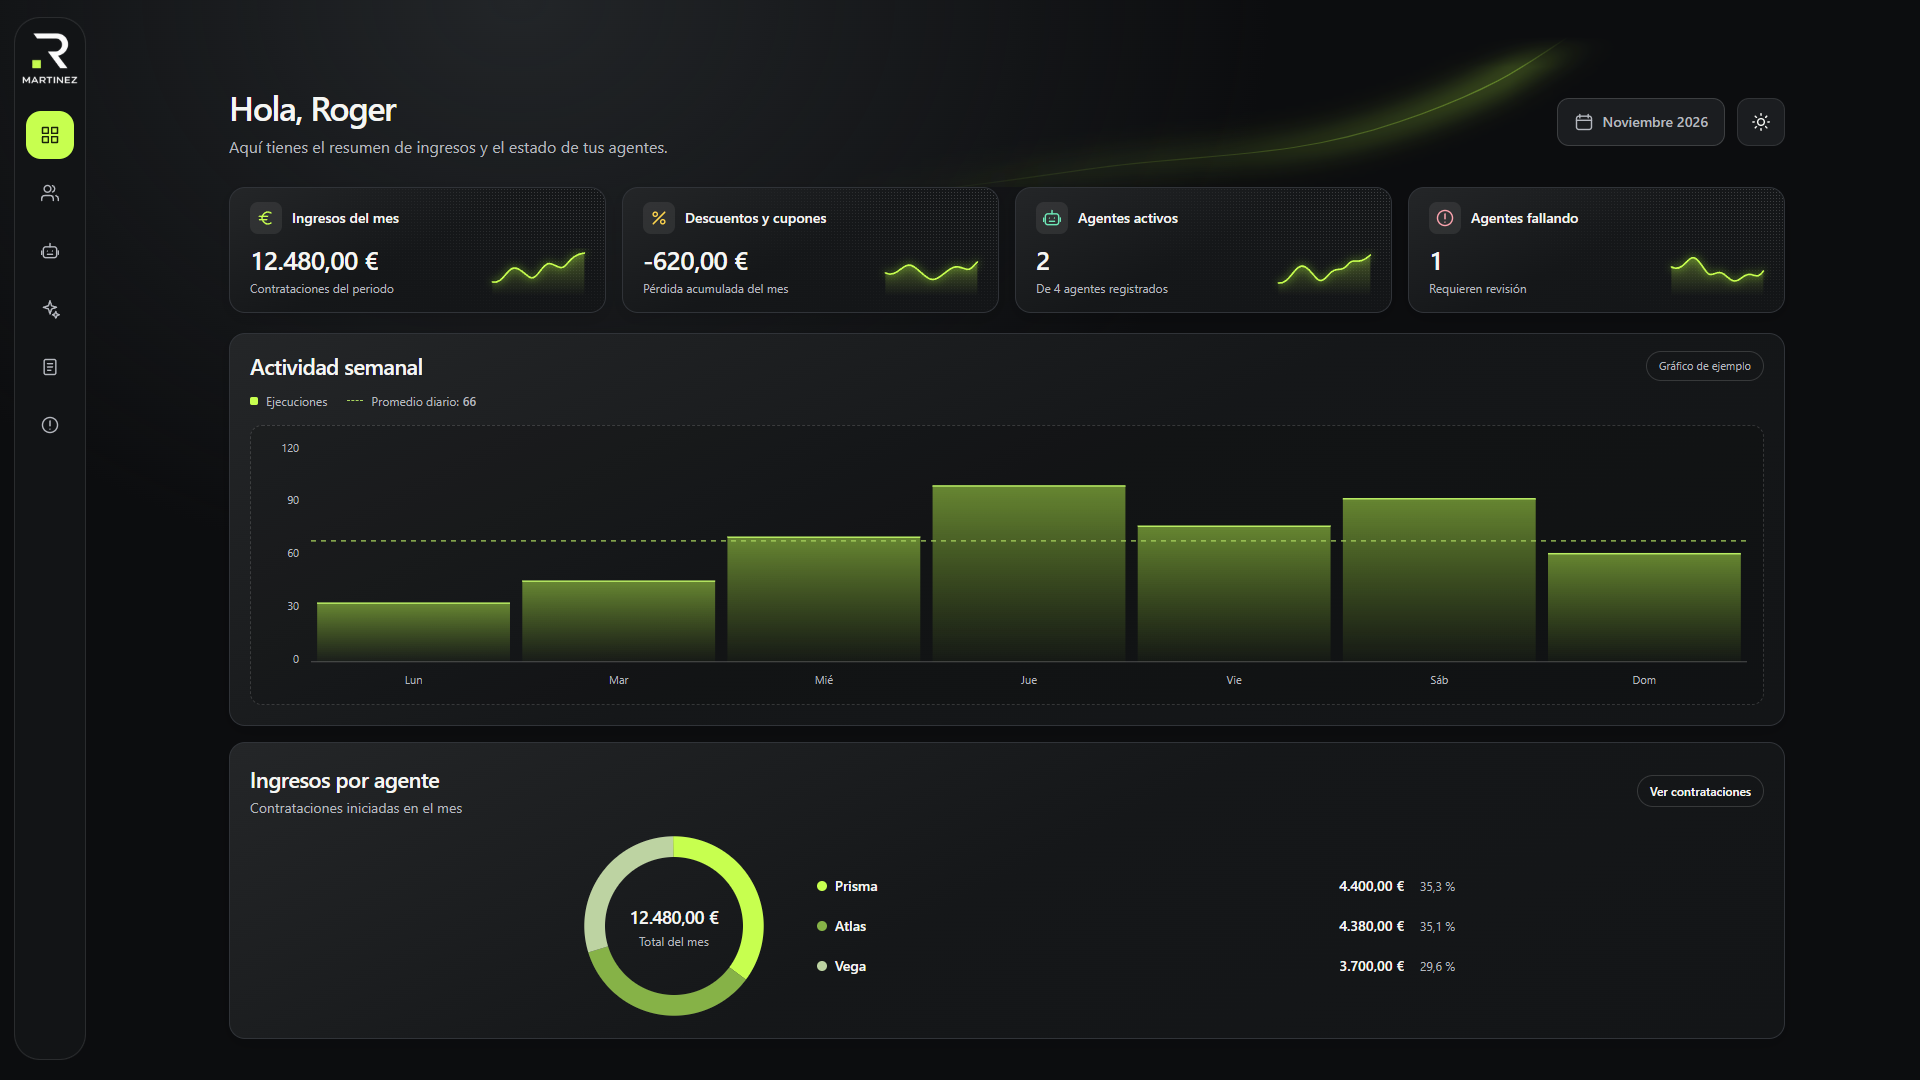 R
MARTINEZ
Hola, Roger
Aquí tienes el resumen de ingresos y el estado de tus agentes.
Noviembre 2026
€ Ingresos del mes
12.480,00 €
Contrataciones del periodo
% Descuentos y cupones
-620,00 €
Pérdida acumulada del mes
Agentes activos
2
De 4 agentes registrados
Agentes fallando
1
Requieren revisión
Actividad semanal
Gráfico de ejemplo
Ejecuciones
Promedio diario: 66
120
90
60
30
0
Lun Mar Mié Jue Vie Sáb Dom
Ingresos por agente
Contrataciones iniciadas en el mes
Ver contrataciones
12.480,00 €
Total del mes
Prisma 4.400,00 € 35,3 %
Atlas 4.380,00 € 35,1 %
Vega 3.700,00 € 29,6 %